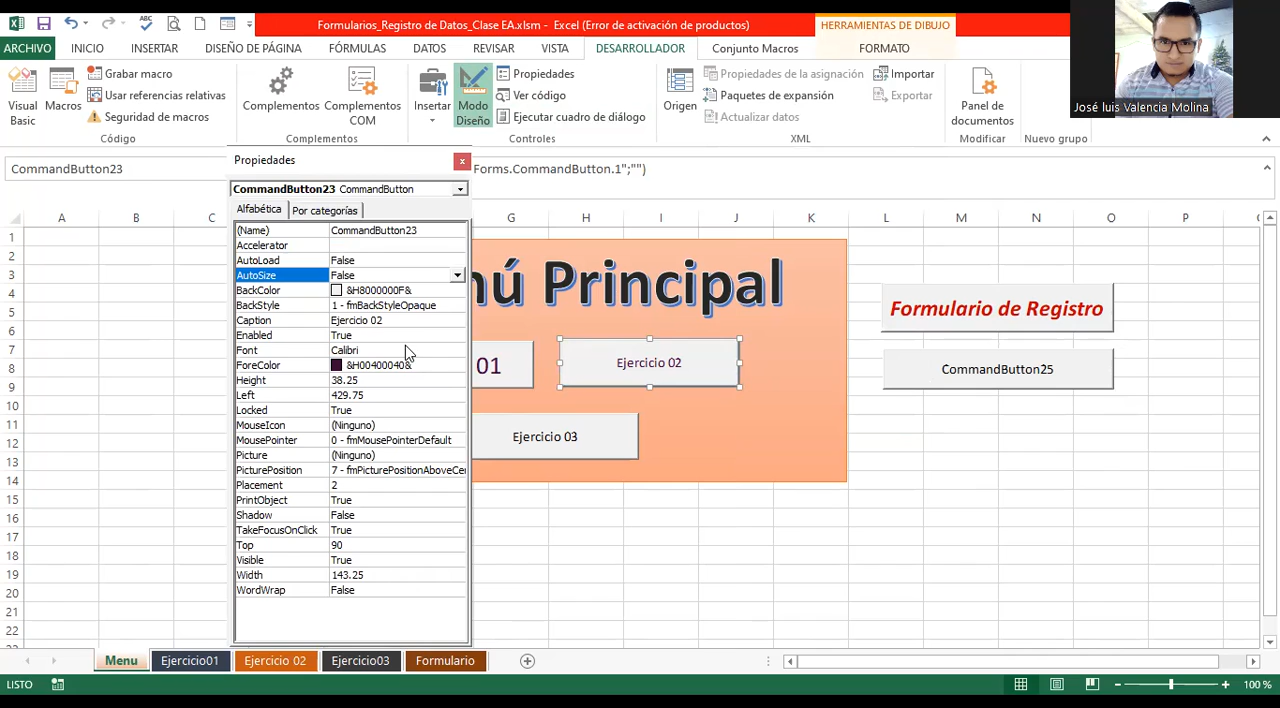 Formularios_Registro de Datos_Clase EA.xlsm - Excel (Error de activación de productos)
HERRAMIENTAS DE DIBUJO
ARCHIVO INICIO INSERTAR DISEÑO DE PÁGINA FÓRMULAS DATOS REVISAR VISTA DESARROLLADOR Conjunto Macros FORMATO
Visual Basic
Macros
Grabar macro
Usar referencias relativas
Seguridad de macros
Código
Complementos
Complementos COM
Complementos
Insertar
Modo Diseño
Propiedades
Ver código
Ejecutar cuadro de diálogo
Controles
Origen
Propiedades de la asignación
Paquetes de expansión
Actualizar datos
Importar
Exportar
XML
Panel de documentos
Modificar
Nuevo grupo
José luis Valencia Molina
CommandButton23
Forms.CommandButton.1";"")
Propiedades
CommandButton23 CommandButton
Alfabética Por categorías
(Name) CommandButton23
Accelerator
AutoLoad False
AutoSize False
BackColor &H8000000F&
BackStyle 1 - fmBackStyleOpaque
Caption Ejercicio 02
Enabled True
Font Calibri
ForeColor &H00400040&
Height 38.25
Left 429.75
Locked True
MouseIcon (Ninguno)
MousePointer 0 - fmMousePointerDefault
Picture (Ninguno)
PicturePosition 7 - fmPicturePositionAboveCer
Placement 2
PrintObject True
Shadow False
TakeFocusOnClick True
Top 90
Visible True
Width 143.25
WordWrap False
A B C G H I J K L M N O P
1
2
3
4
5
6
7
8
9
10
11
12
13
14
15
16
17
18
19
20
21
22
nú Principal
01
Ejercicio 02
Ejercicio 03
Formulario de Registro
CommandButton25
Menu Ejercicio01 Ejercicio 02 Ejercicio03 Formulario
LISTO
100 %